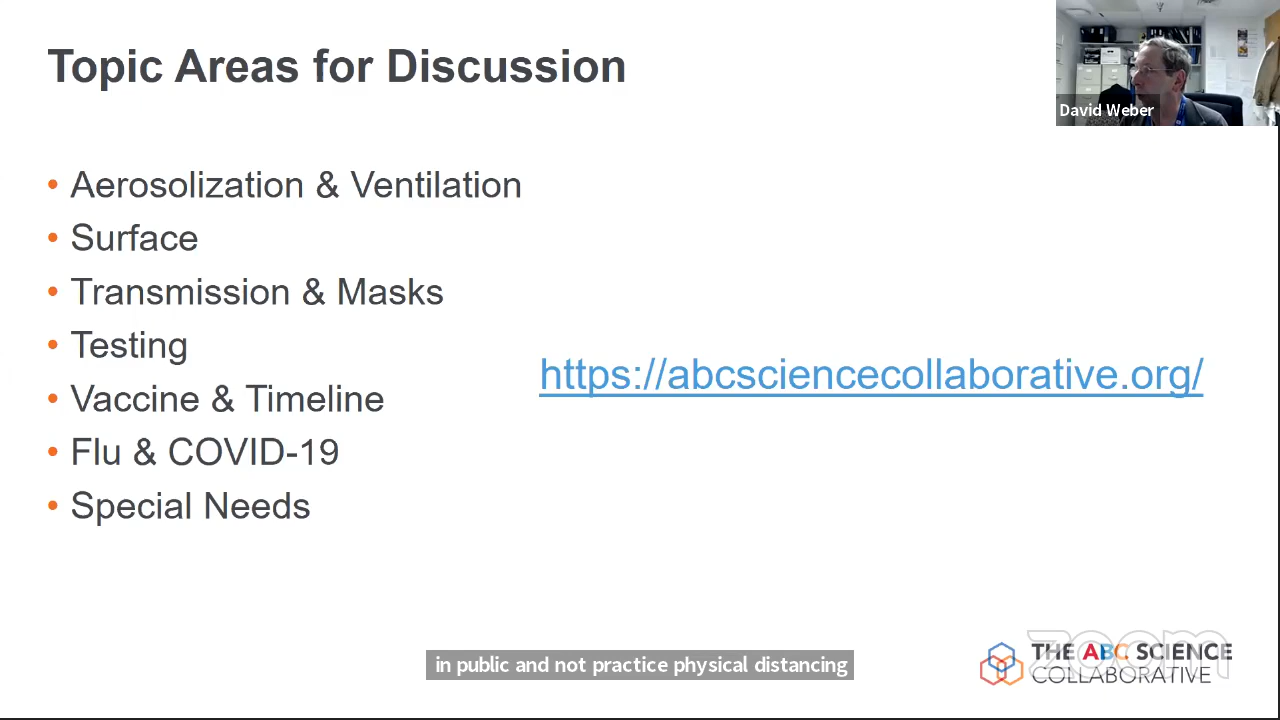 Topic Areas for Discussion
David Weber
• Aerosolization & Ventilation
• Surface
• Transmission & Masks
• Testing
• Vaccine & Timeline
• Flu & COVID-19
• Special Needs
https://abcsciencecollaborative.org/
in public and not practice physical distancing
THE ABC SCIENCE
COLLABORATIVE
zoom